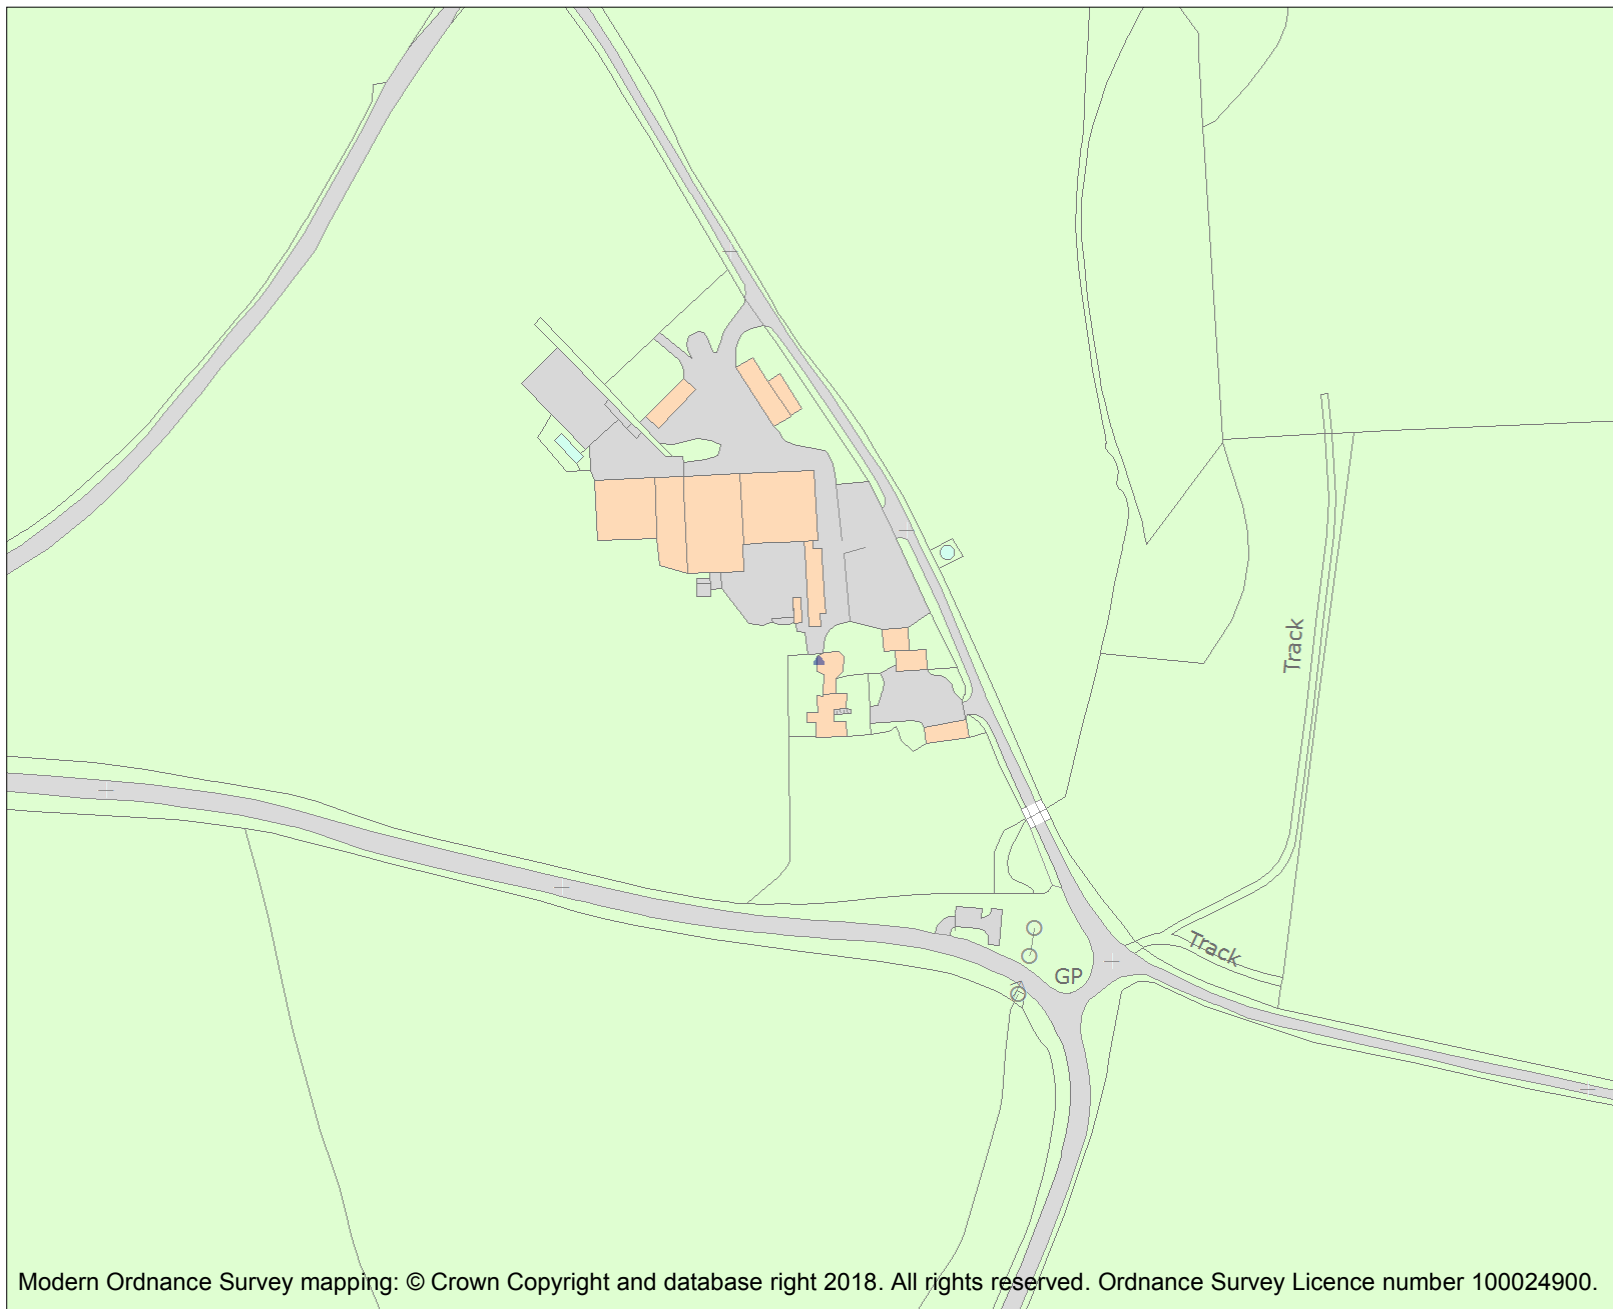 Track
Track
GP
Modern Ordnance Survey mapping: © Crown Copyright and database right 2018. All rights reserved. Ordnance Survey Licence number 100024900.